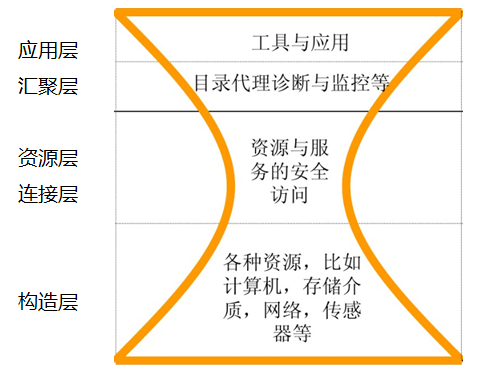 应用层
工具与应用
汇聚层
目录代理诊断与监控等
资源层
连接层
资源与服
务的安全
访问
构造层
各种资源，比如
计算机，存储介
质，网络，传感
器等